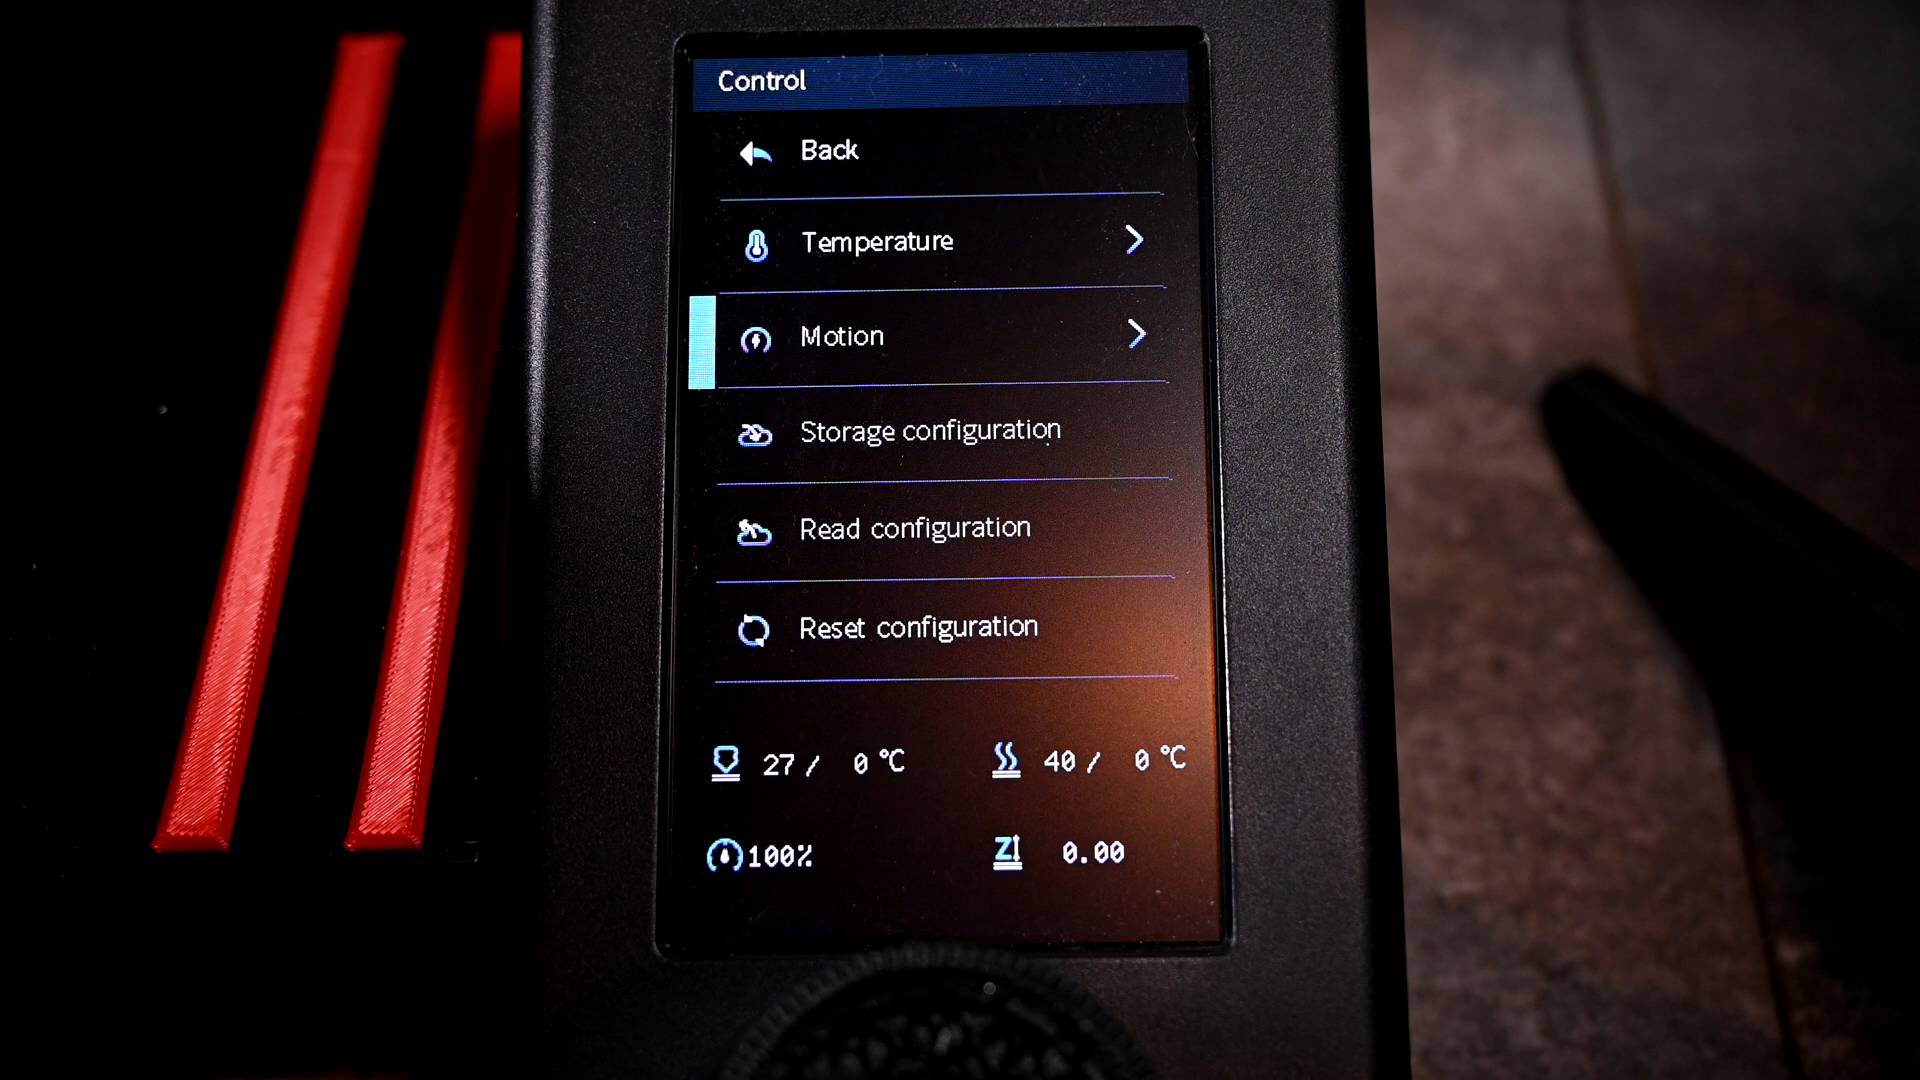 Control
Back
Temperature
Motion
Storage configuration
Read configuration
Reset configuration
27 / 0 °C 40 / 0 °C
100% Z 0.00